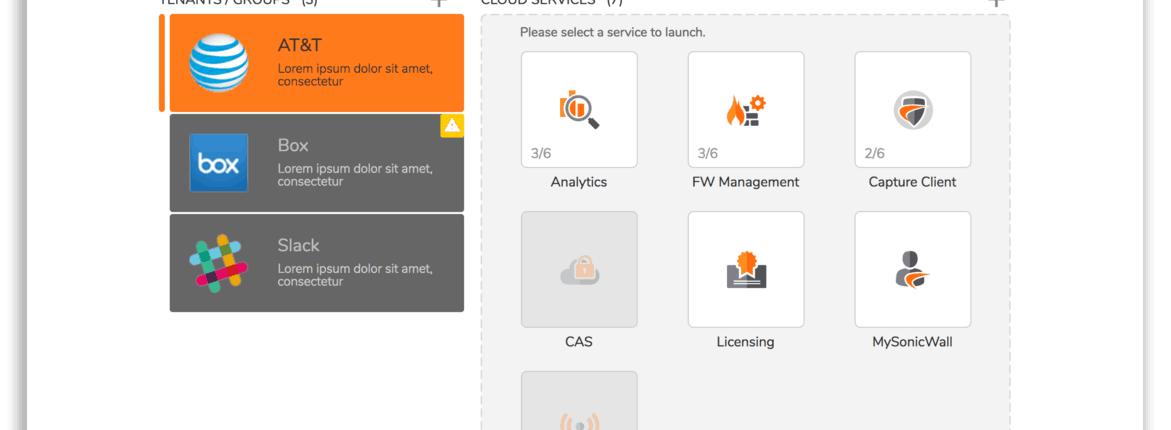 TENANTS / GROUPS (3)
AT&T
Lorem ipsum dolor sit amet,
consectetur
box
Box
Lorem ipsum dolor sit amet,
consectetur
Slack
Lorem ipsum dolor sit amet,
consectetur
CLOUD SERVICES (7)
Please select a service to launch.
3/6
3/6
2/6
Analytics
FW Management
Capture Client
CAS
Licensing
MySonicWall